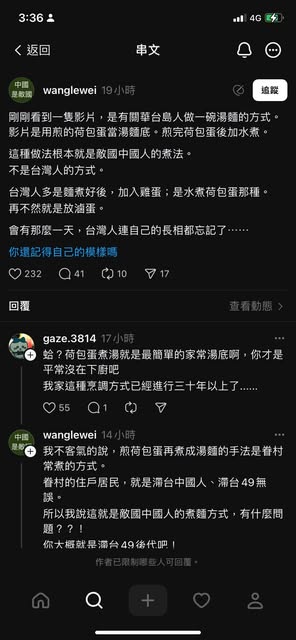 3:36
4G
返回
串文
中國
是敵國
wanglewei 19小時
追蹤
剛剛看到一隻影片，是有關華台島人做一碗湯麵的方式。
影片是用煎的荷包蛋當湯麵底。煎完荷包蛋後加水煮。
這種做法根本就是敵國中國人的煮法。
不是台灣人的方式。
台灣人多是麵煮好後，加入雞蛋；是水煮荷包蛋那種。
再不然就是放滷蛋。
會有那麼一天，台灣人連自己的長相都忘記了⋯⋯
你還記得自己的模樣嗎
232 41 10 17
回覆
查看動態
gaze.3814 17小時
蛤？荷包蛋煮湯就是最簡單的家常湯底啊，你才是
平常沒在下廚吧
我家這種烹調方式已經進行三十年以上了......
55 1
中國
是敵國
wanglewei 14小時
我不客氣的說，煎荷包蛋再煮成湯麵的手法是眷村
常煮的方式。
眷村的住戶居民，就是滯台中國人、滯台49無
誤。
所以我說這就是敵國中國人的煮麵方式，有什麼問
題？？！
你大概就是滯台49後代吧！
作者已限制哪些人可回覆。